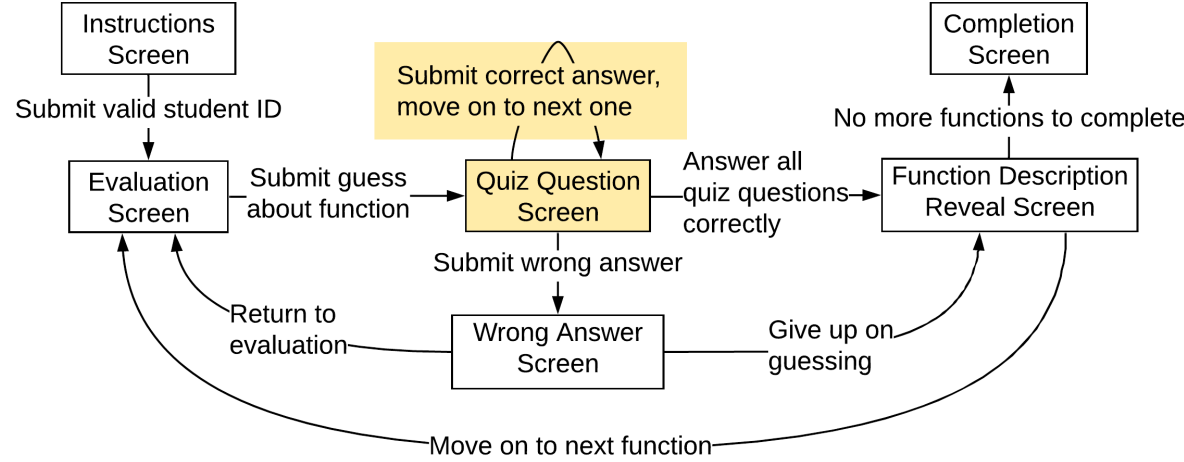 Instructions
Screen
Completion
Screen
Submit correct answer,
move on to next one
Submit valid student ID
No more functions to complete
Evaluation
Screen
Submit guess
about function
Quiz Question
Screen
Answer all
quiz questions
correctly
Function Description
Reveal Screen
Submit wrong answer
Return to
evaluation
Wrong Answer
Screen
Give up on
guessing
Move on to next function